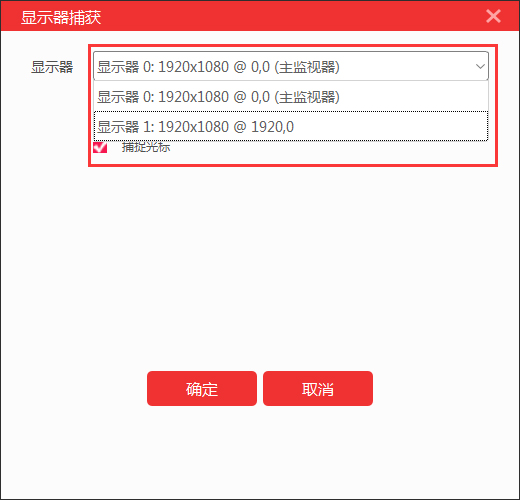 显示器捕获
显示器
显示器 0: 1920x1080 @ 0,0 (主监视器)
显示器 0: 1920x1080 @ 0,0 (主监视器)
显示器 1: 1920x1080 @ 1920,0
捕捉光标
确定
取消